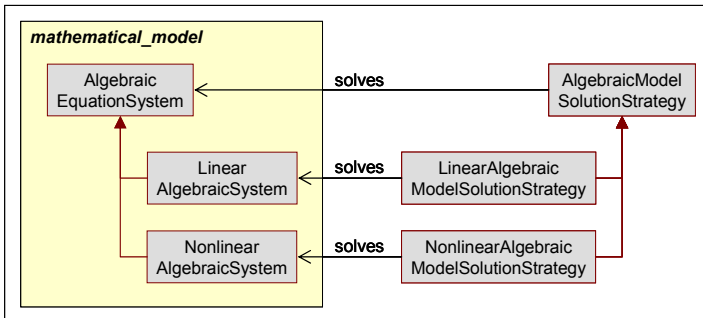 mathematical_model
Algebraic
EquationSystem
solves
AlgebraicModel
SolutionStrategy
Linear
AlgebraicSystem
solves
LinearAlgebraic
ModelSolutionStrategy
Nonlinear
AlgebraicSystem
solves
NonlinearAlgebraic
ModelSolutionStrategy